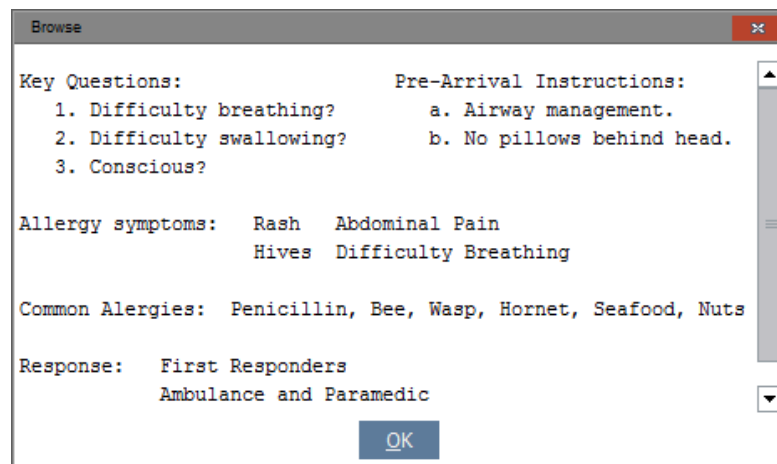 Browse
Key Questions: Pre-Arrival Instructions:
1. Difficulty breathing? a. Airway management.
2. Difficulty swallowing? b. No pillows behind head.
3. Conscious?
Allergy symptoms: Rash Abdominal Pain
Hives Difficulty Breathing
Common Alergies: Penicillin, Bee, Wasp, Hornet, Seafood, Nuts
Response: First Responders
Ambulance and Paramedic
OK